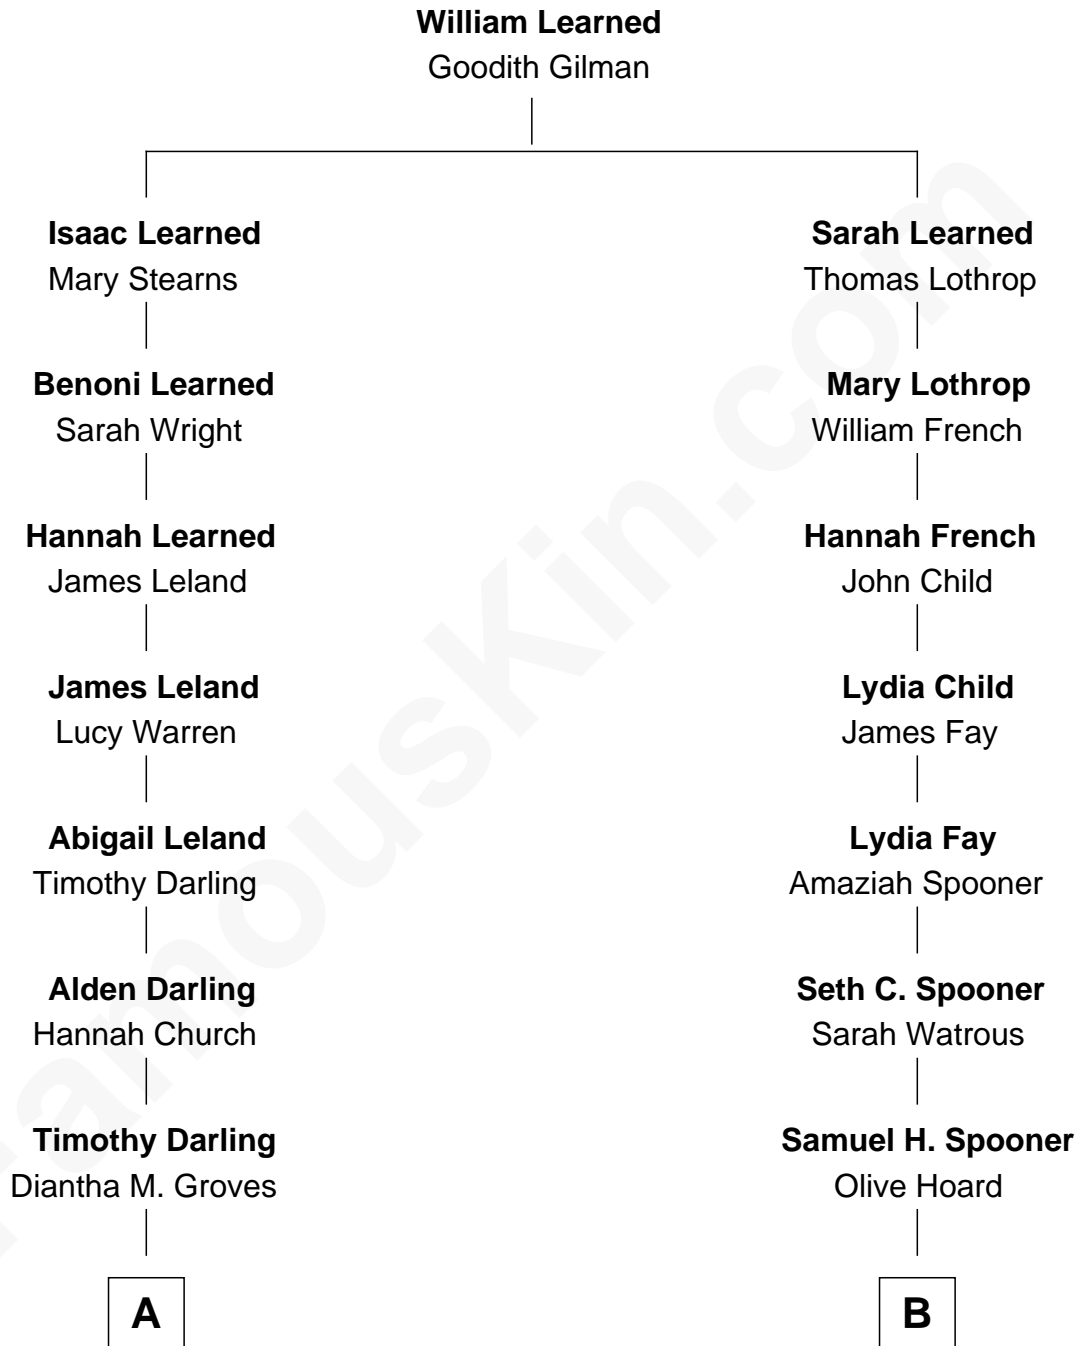 William Learned
Goodith Gilman
Isaac Learned
Mary Stearns
Sarah Learned
Thomas Lothrop
Benoni Learned
Sarah Wright
Mary Lothrop
William French
Hannah Learned
James Leland
Hannah French
John Child
James Leland
Lucy Warren
Lydia Child
James Fay
Abigail Leland
Timothy Darling
Lydia Fay
Amaziah Spooner
Alden Darling
Hannah Church
Seth C. Spooner
Sarah Watrous
Timothy Darling
Diantha M. Groves
Samuel H. Spooner
Olive Hoard
A
B
FamousKin.com